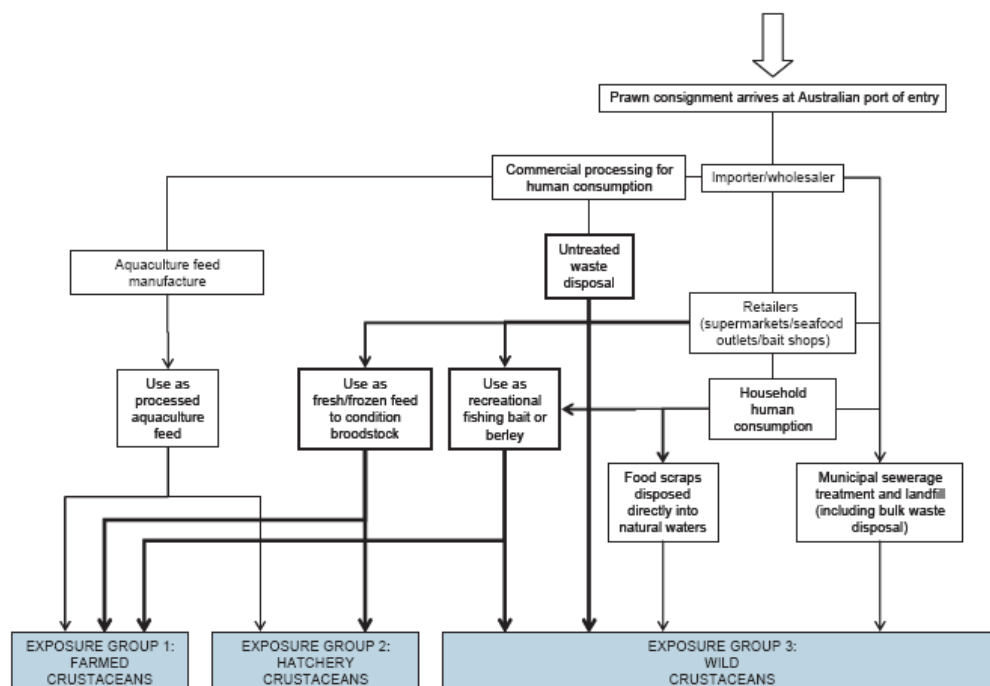 Prawn consignment arrives at Australian port of entry
Commercial processing for
human consumption
Importer/wholesaler
Aquaculture feed
manufacture
Untreated
waste
disposal
Retailers
(supermarkets/seafood
outlets/bait shops)
Use as
processed
aquaculture
feed
Use as
fresh/frozen feed
to condition
broodstock
Use as
recreational
fishing bait or
berley
Household
human
consumption
Food scraps
disposed
directly into
natural waters
Municipal sewerage
treatment and landfill
(including bulk waste
disposal)
EXPOSURE GROUP 1:
FARMED
CRUSTACEANS
EXPOSURE GROUP 2:
HATCHERY
CRUSTACEANS
EXPOSURE GROUP 3:
WILD
CRUSTACEANS